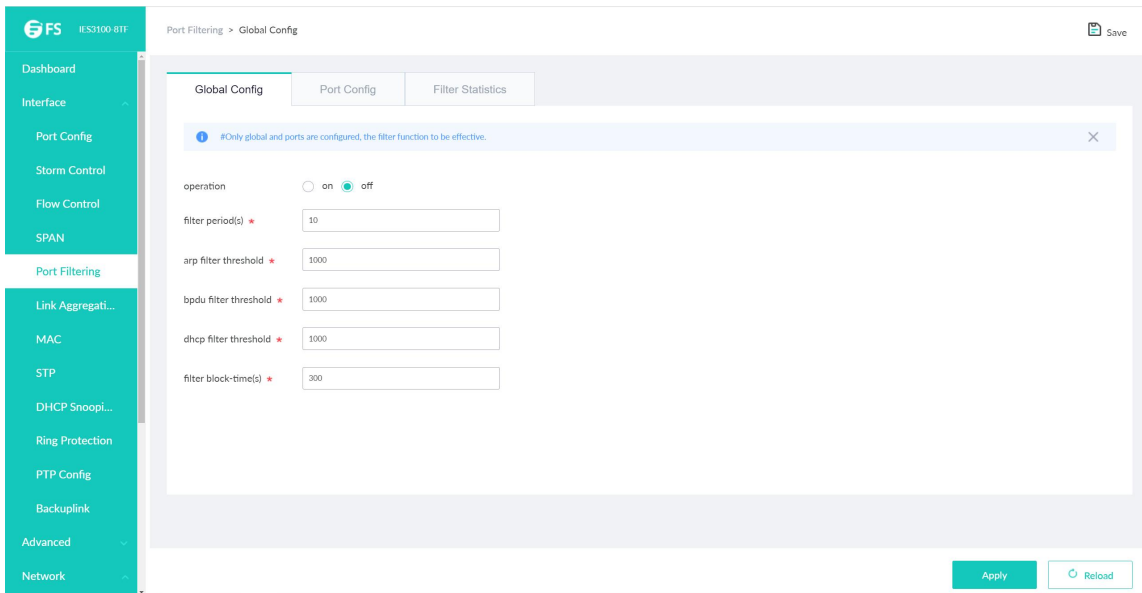 FS IES3100-8TF
Port Filtering > Global Config
Save
Dashboard
Interface
Port Config
Storm Control
Flow Control
SPAN
Port Filtering
Link Aggregati...
MAC
STP
DHCP Snoopi...
Ring Protection
PTP Config
Backuplink
Advanced
Network
Global Config Port Config Filter Statistics
#Only global and ports are configured, the filter function to be effective.
operation on off
filter period(s) * 10
arp filter threshold * 1000
bpdu filter threshold * 1000
dhcp filter threshold * 1000
filter block-time(s) * 300
Apply Reload